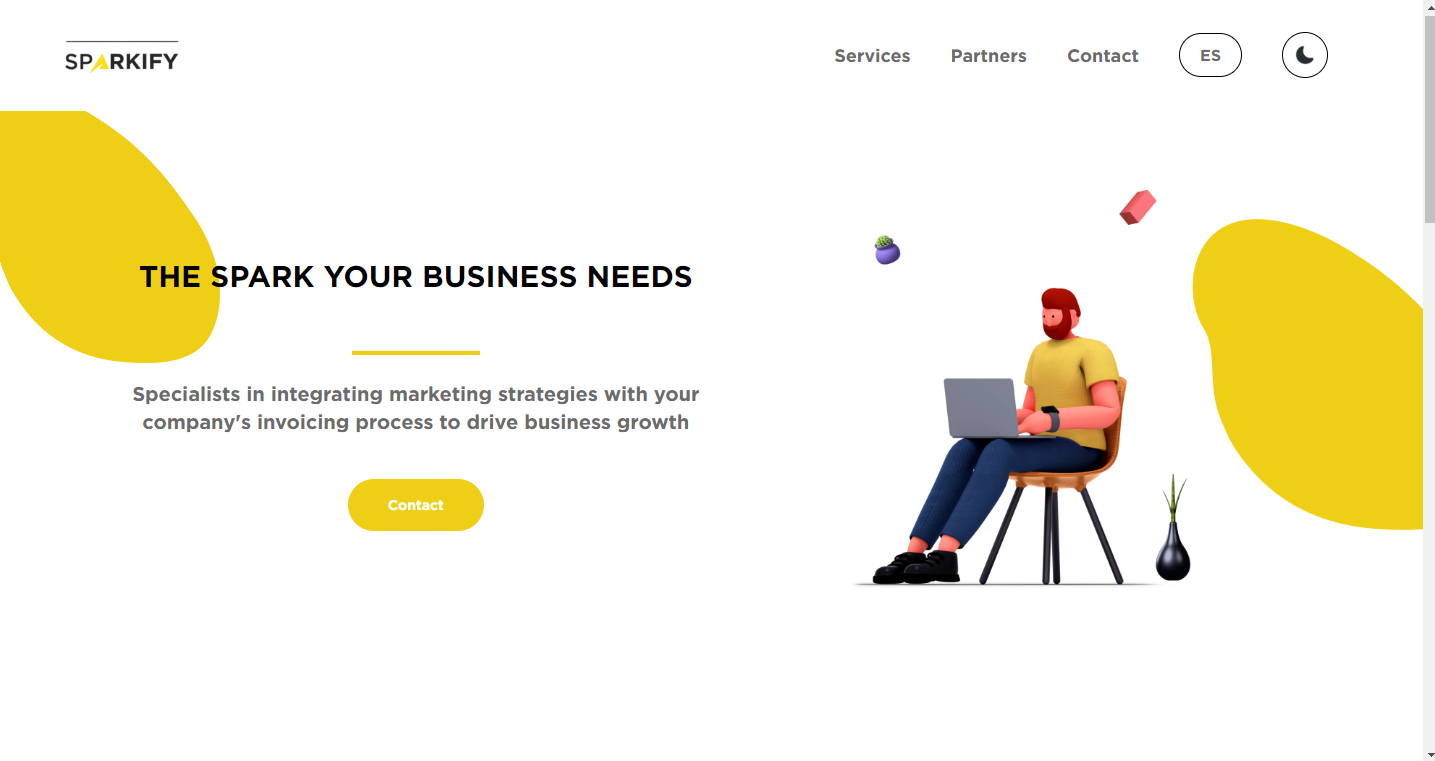 SPARKIFY
Services
Partners
Contact
ES
THE SPARK YOUR BUSINESS NEEDS
Specialists in integrating marketing strategies with your
company's invoicing process to drive business growth
Contact